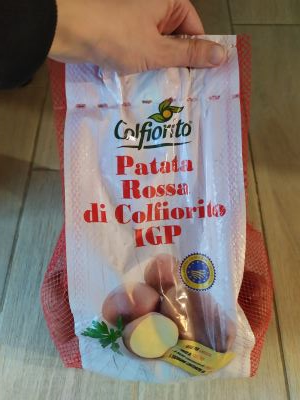 Colfiorito
Patata
Rossa
di Colfiorito
IGP